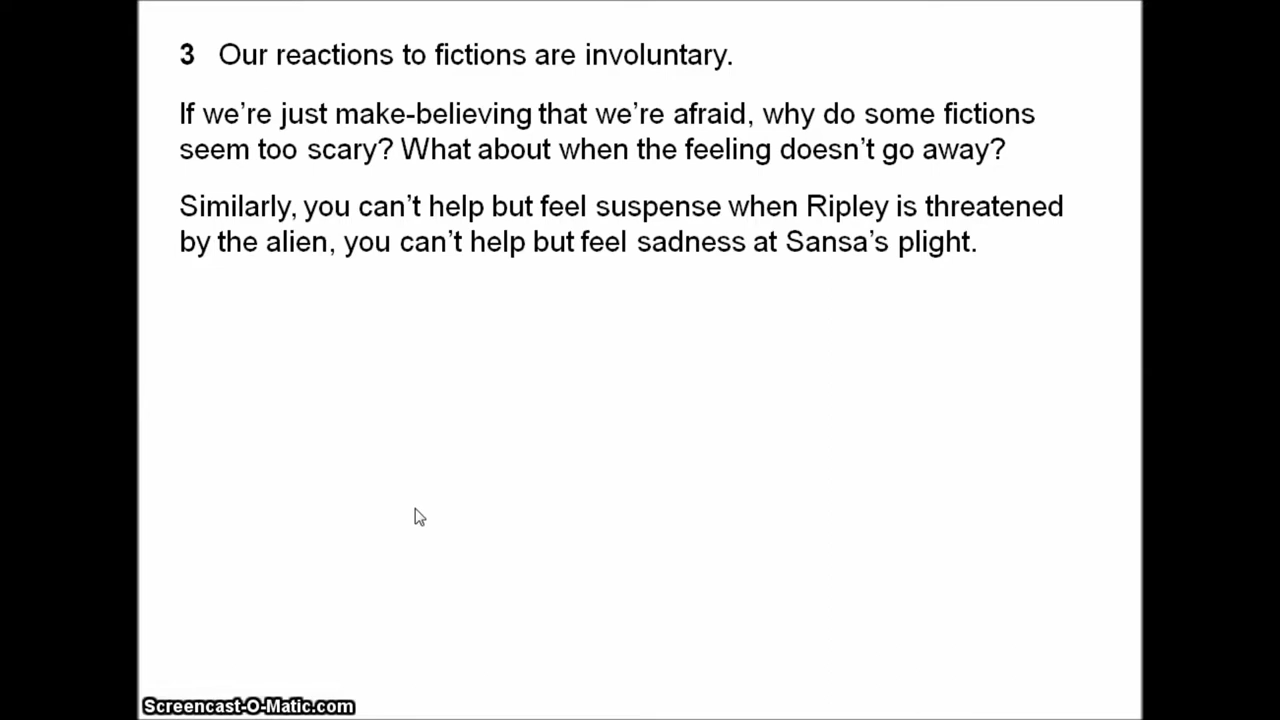 3 Our reactions to fictions are involuntary.
If we’re just make-believing that we’re afraid, why do some fictions
seem too scary? What about when the feeling doesn’t go away?
Similarly, you can’t help but feel suspense when Ripley is threatened
by the alien, you can’t help but feel sadness at Sansa’s plight.
Screencast-O-Matic.com